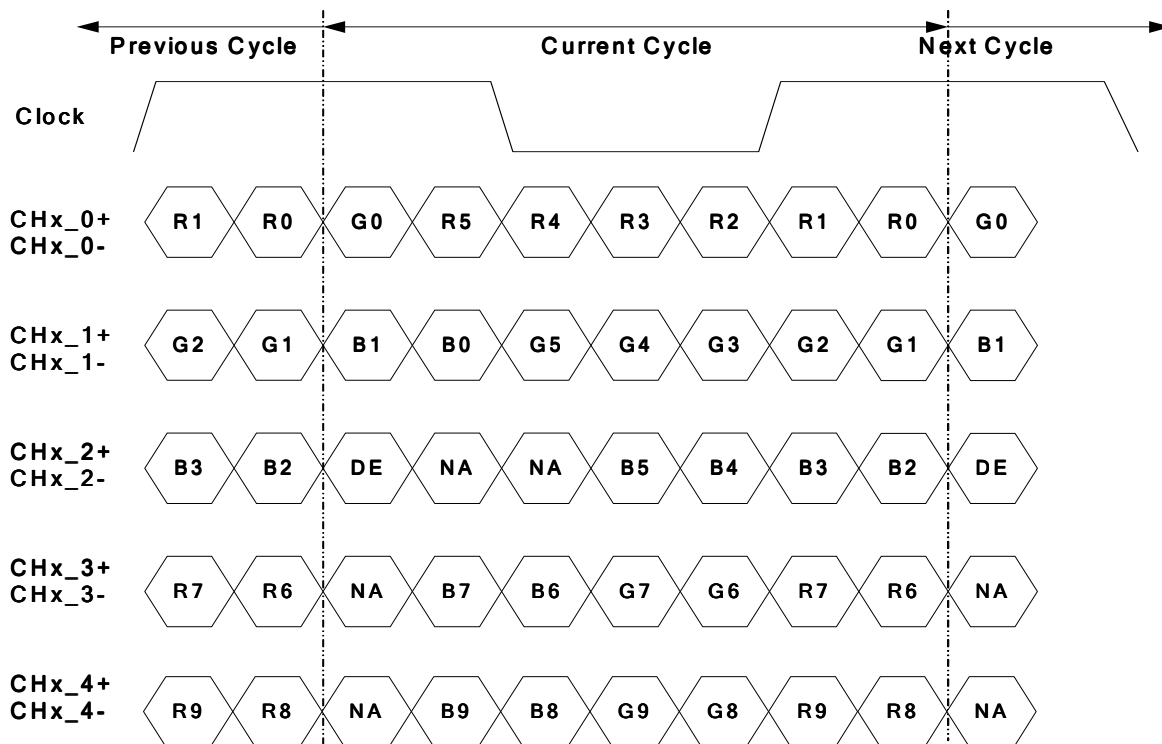 Previous Cycle Current Cycle Next Cycle
Clock
CHx_0+
CHx_0-
R1 R0 G0 R5 R4 R3 R2 R1 R0 G0
CHx_1+
CHx_1-
G2 G1 B1 B0 G5 G4 G3 G2 G1 B1
CHx_2+
CHx_2-
B3 B2 DE NA NA B5 B4 B3 B2 DE
CHx_3+
CHx_3-
R7 R6 NA B7 B6 G7 G6 R7 R6 NA
CHx_4+
CHx_4-
R9 R8 NA B9 B8 G9 G8 R9 R8 NA